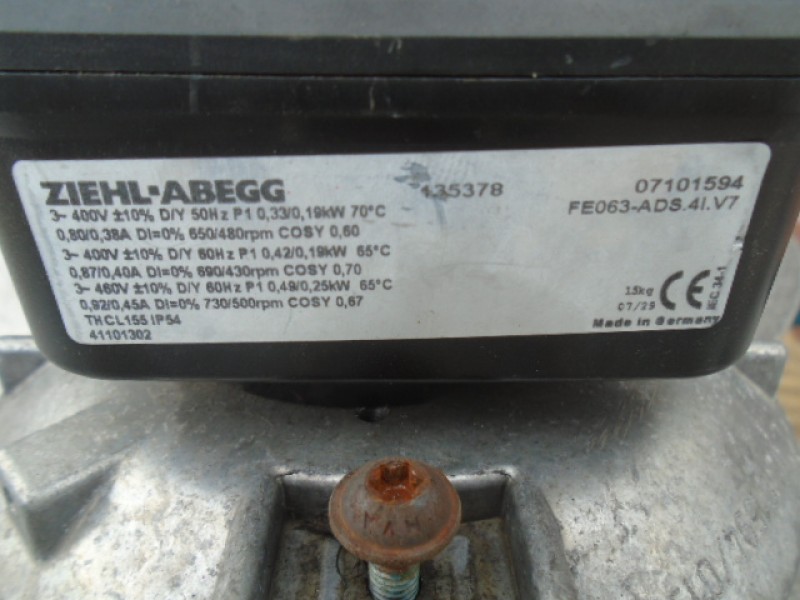 ZIEHL-ABEGG 135378 07101594
FE063-ADS.4I.V7
3~ 400V ±10% D/Y 50Hz P1 0,33/0,19kW 70°C
0,80/0,38A DI=0% 650/480rpm COSY 0,60
3~ 400V ±10% D/Y 60Hz P1 0,42/0,19kW 65°C
0,87/0,40A DI=0% 690/430rpm COSY 0,70
3~ 460V ±10% D/Y 60Hz P1 0,49/0,25kW 65°C
0,92/0,45A DI=0% 730/500rpm COSY 0,67
THCL155 IP54
41101302
15kg
07/29
CE
IEC 34-1
Made in Germany